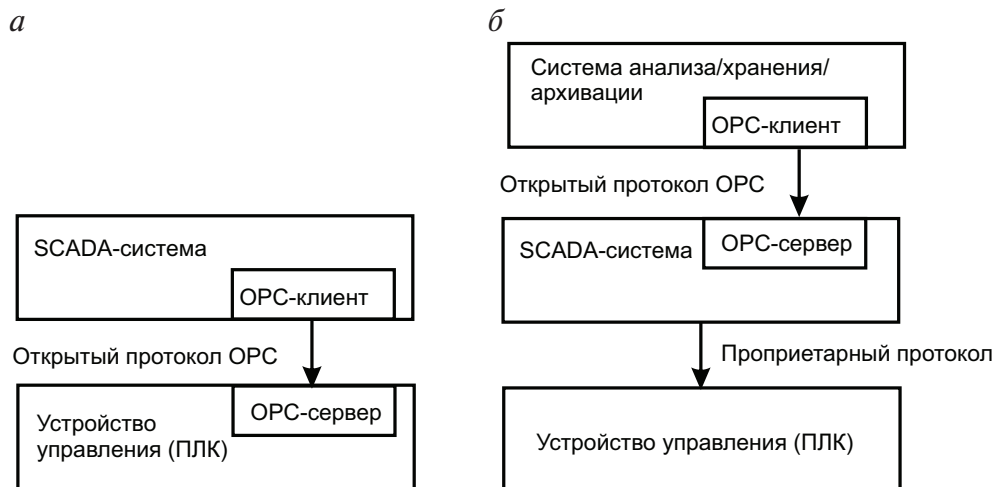 а
SCADA-система
OPC-клиент
Открытый протокол OPC
OPC-сервер
Устройство
управления (ПЛК)
б
Система анализа/хранения/
архивации
OPC-клиент
Открытый протокол OPC
SCADA-система
OPC-сервер
Проприетарный протокол
Устройство управления (ПЛК)